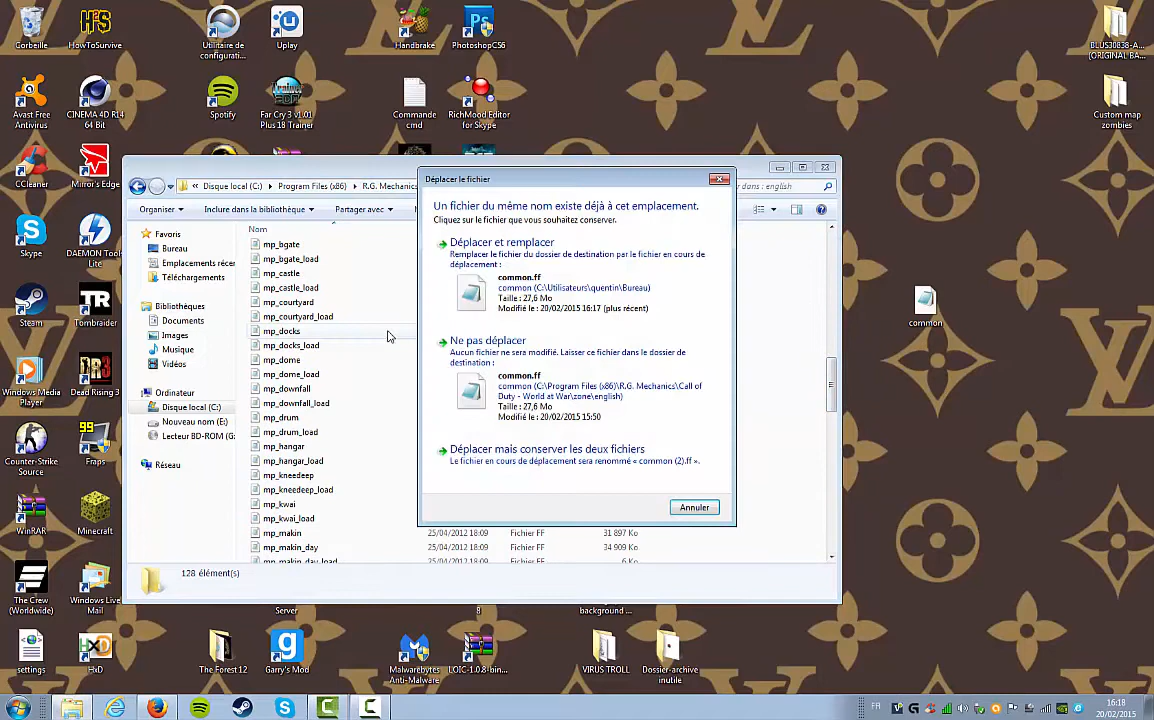 Corbeille
HowToSurvive
Utilitaire de
configurati...
Uplay
Handbrake
PhotoshopCS6
BLUS30838-A...
(ORIGINAL BA...
Avast Free
Antivirus
CINEMA 4D R14
64 Bit
Spotify
Far Cry 3 v1.01
Plus 18 Trainer
Commande
cmd
RichMood Editor
for Skype
Custom map
zombies
CCleaner
Mirror's Edge
Skype
DAEMON Tool...
Steam
Tombraider
Windows Media
Player
Dead Rising 3
Counter-Strike
Source
Fraps
WinRAR
Minecraft
The Crew
(Worldwide)
Windows Live
Mail
Server
8
background ...
settings
HxD
The Forest 12
Garry's Mod
Malwarebytes
Anti-Malware
LOIC-1.0.8-bin...
VIRUS TROLL
Dossier-archive
inutile
common
« Disque local (C:) Program Files (x86) R.G. Mechanics
dans : english
Organiser
Inclure dans la bibliothèque
Partager avec
Favoris
Bureau
Emplacements récen
Téléchargements
Bibliothèques
Documents
Images
Musique
Vidéos
Ordinateur
Disque local (C:)
Nouveau nom (E:)
Lecteur BD-ROM (G:
Réseau
Nom
mp_bgate
mp_bgate_load
mp_castle
mp_castle_load
mp_courtyard
mp_courtyard_load
mp_docks
mp_docks_load
mp_dome
mp_dome_load
mp_downfall
mp_downfall_load
mp_drum
mp_drum_load
mp_hangar
mp_hangar_load
mp_kneedeep
mp_kneedeep_load
mp_kwai
mp_kwai_load
mp_makin 25/04/2012 18:09 Fichier FF 31 897 Ko
mp_makin_day 25/04/2012 18:09 Fichier FF 34 909 Ko
mp_makin_day_load 25/04/2012 18:09 Fichier FF 6 Ko
128 élément(s)
Déplacer le fichier
Un fichier du même nom existe déjà à cet emplacement.
Cliquez sur le fichier que vous souhaitez conserver.
Déplacer et remplacer
Remplacer le fichier du dossier de destination par le fichier en cours de
déplacement :
common.ff
common (C:\Utilisateurs\quentin\Bureau)
Taille : 27,6 Mo
Modifié le : 20/02/2015 16:17 (plus récent)
Ne pas déplacer
Aucun fichier ne sera modifié. Laisser ce fichier dans le dossier de
destination :
common.ff
common (C:\Program Files (x86)\R.G. Mechanics\Call of
Duty - World at War\zone\english)
Taille : 27,6 Mo
Modifié le : 20/02/2015 15:50
Déplacer mais conserver les deux fichiers
Le fichier en cours de déplacement sera renommé « common (2).ff ».
Annuler
FR
16:18
20/02/2015